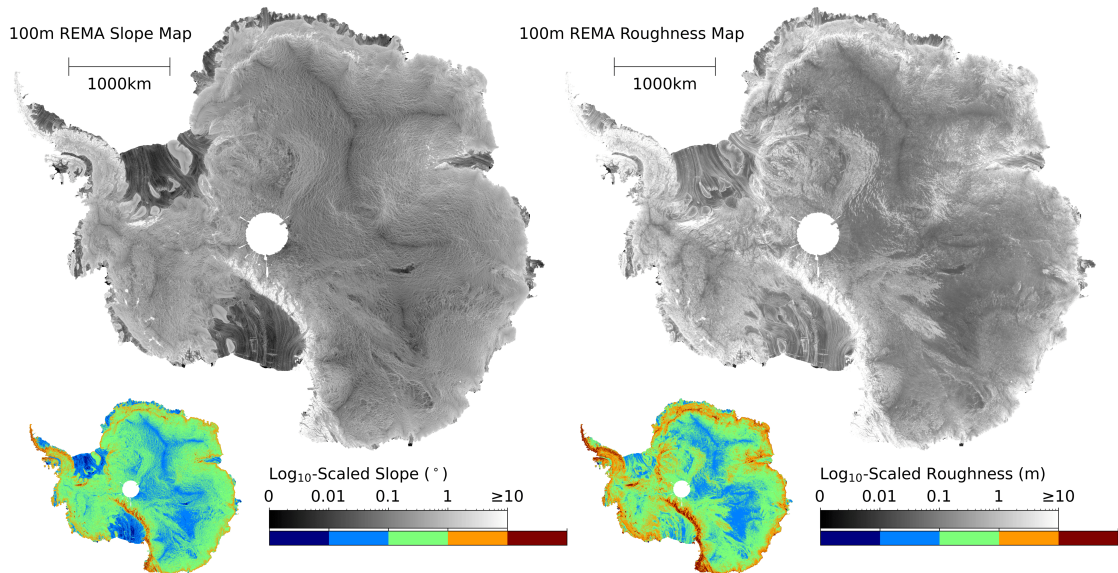 100m REMA Slope Map
1000km
100m REMA Roughness Map
1000km
Log₁₀-Scaled Slope (°)
0 0.01 0.1 1 ≥10
Log₁₀-Scaled Roughness (m)
0 0.01 0.1 1 ≥10